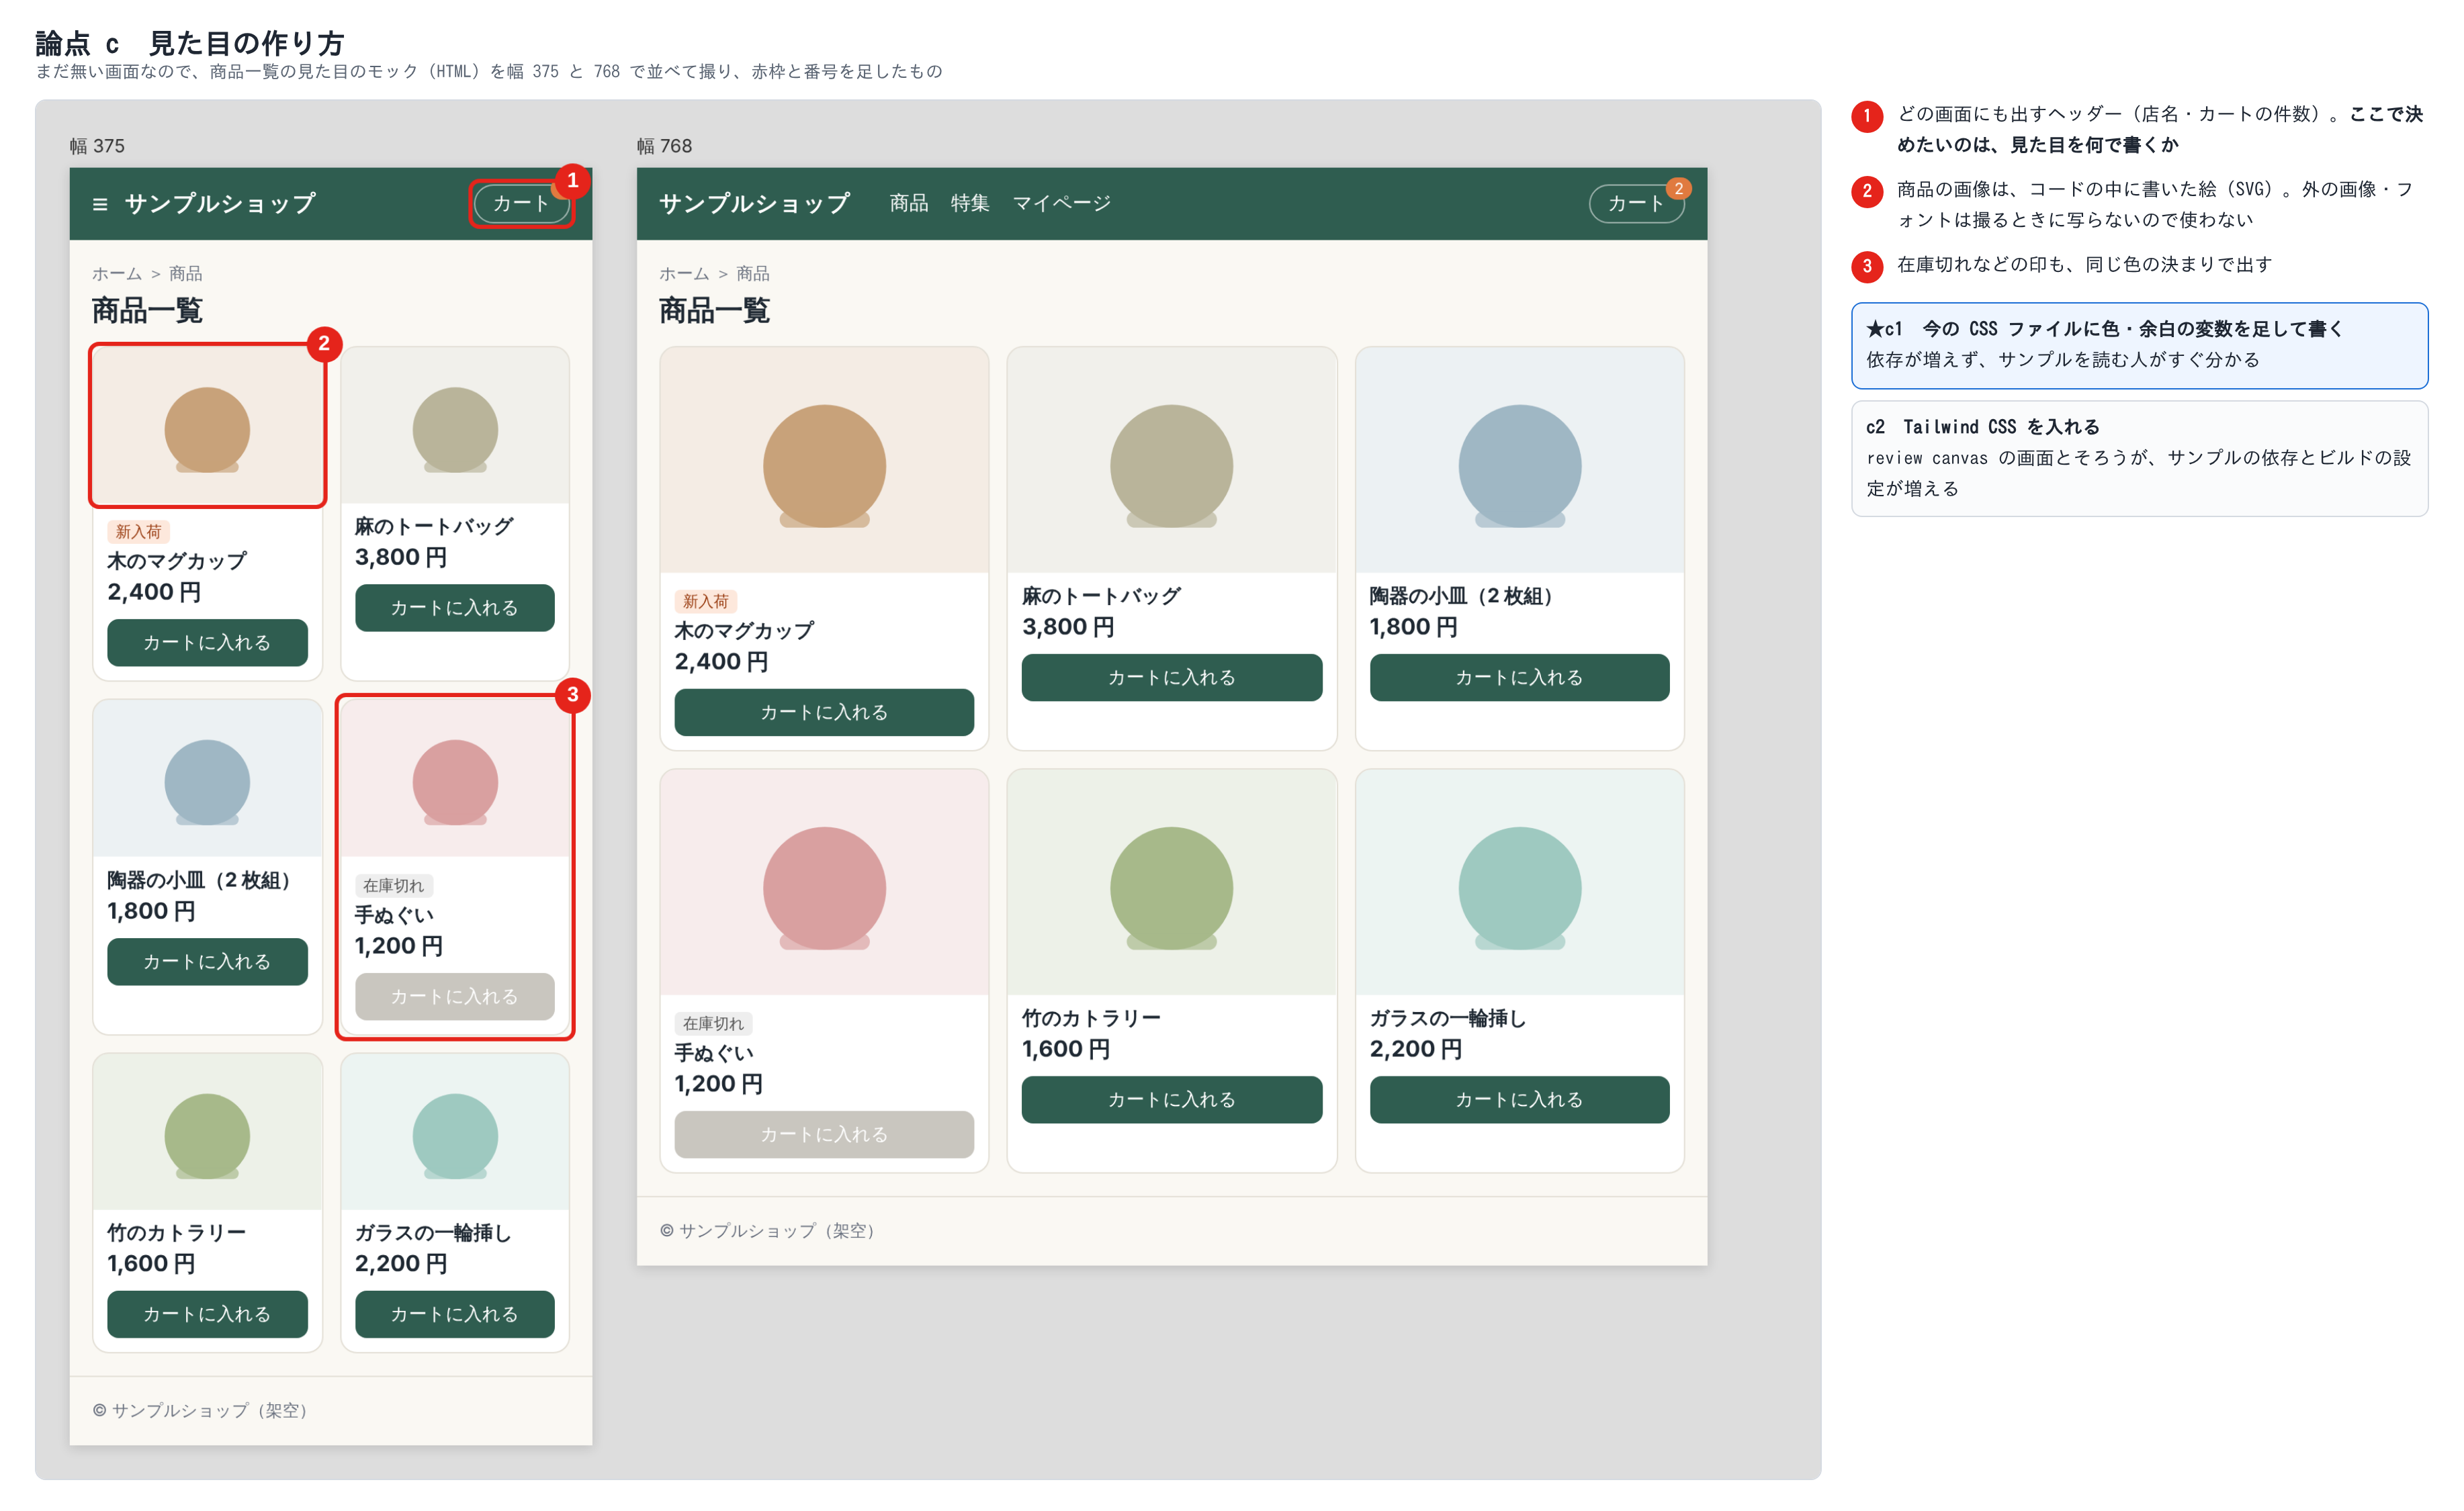 論点 c　見た目の作り方
まだ無い画面なので、商品一覧の見た目のモック（HTML）を幅 375 と 768 で並べて撮り、赤枠と番号を足したもの
幅 375
≡ サンプルショップ
カート
1
ホーム > 商品
商品一覧
2
新入荷
木のマグカップ
2,400 円
カートに入れる
麻のトートバッグ
3,800 円
カートに入れる
陶器の小皿（2 枚組）
1,800 円
カートに入れる
3
在庫切れ
手ぬぐい
1,200 円
カートに入れる
竹のカトラリー
1,600 円
カートに入れる
ガラスの一輪挿し
2,200 円
カートに入れる
© サンプルショップ（架空）
幅 768
サンプルショップ 商品 特集 マイページ
カート
2
ホーム > 商品
商品一覧
新入荷
木のマグカップ
2,400 円
カートに入れる
麻のトートバッグ
3,800 円
カートに入れる
陶器の小皿（2 枚組）
1,800 円
カートに入れる
在庫切れ
手ぬぐい
1,200 円
カートに入れる
竹のカトラリー
1,600 円
カートに入れる
ガラスの一輪挿し
2,200 円
カートに入れる
© サンプルショップ（架空）
1 どの画面にも出すヘッダー（店名・カートの件数）。ここで決
めたいのは、見た目を何で書くか
2 商品の画像は、コードの中に書いた絵（SVG）。外の画像・フ
ォントは撮るときに写らないので使わない
3 在庫切れなどの印も、同じ色の決まりで出す
★c1　今の CSS ファイルに色・余白の変数を足して書く
依存が増えず、サンプルを読む人がすぐ分かる
c2　Tailwind CSS を入れる
review canvas の画面とそろうが、サンプルの依存とビルドの設
定が増える